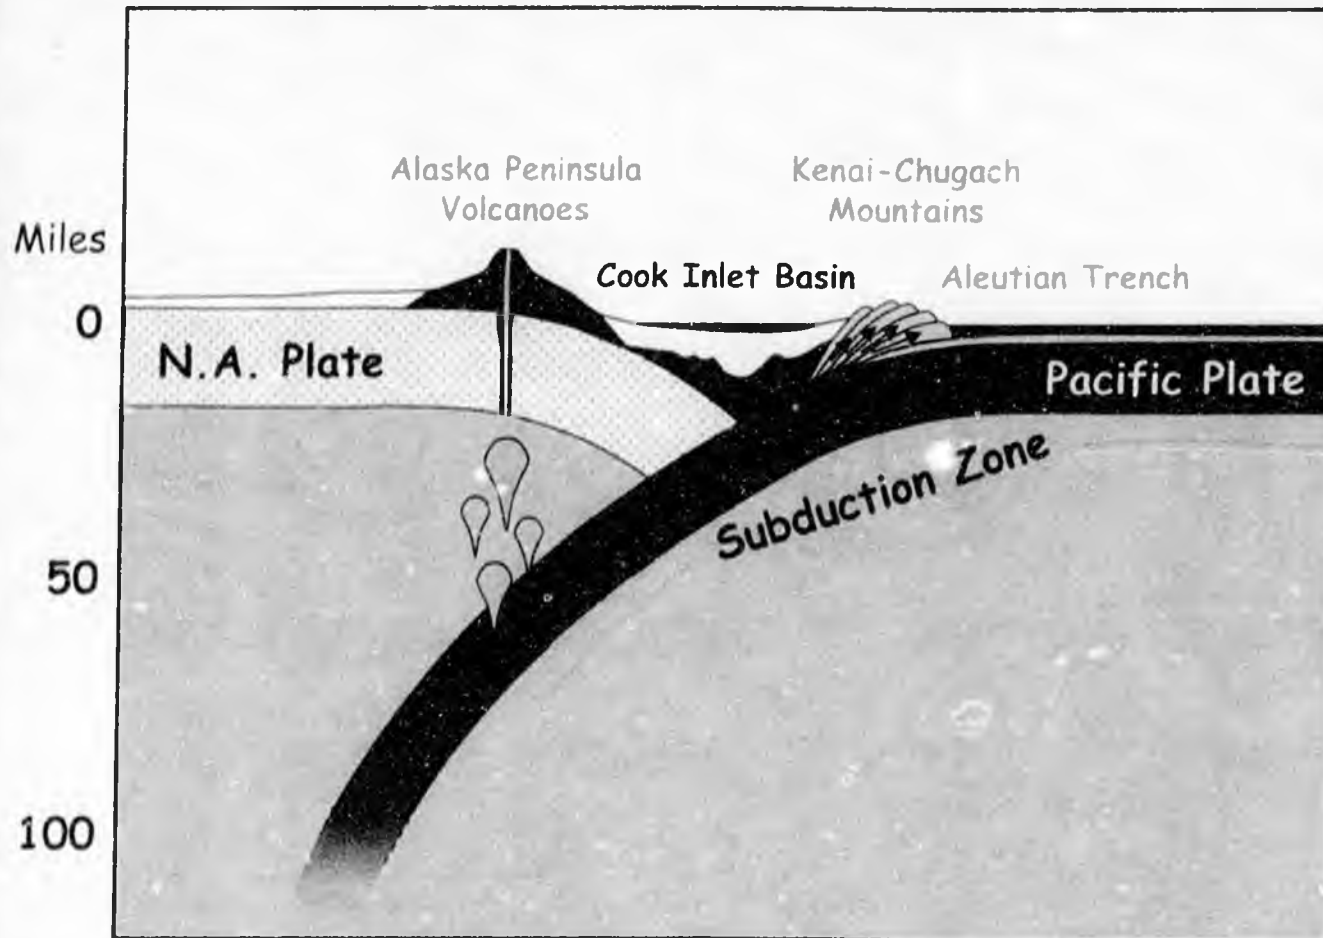 Alaska Peninsula
Volcanoes
Kenai-Chugach
Mountains
Miles
Cook Inlet Basin
Aleutian Trench
0
N.A. Plate
Pacific Plate
Subduction Zone
50
100